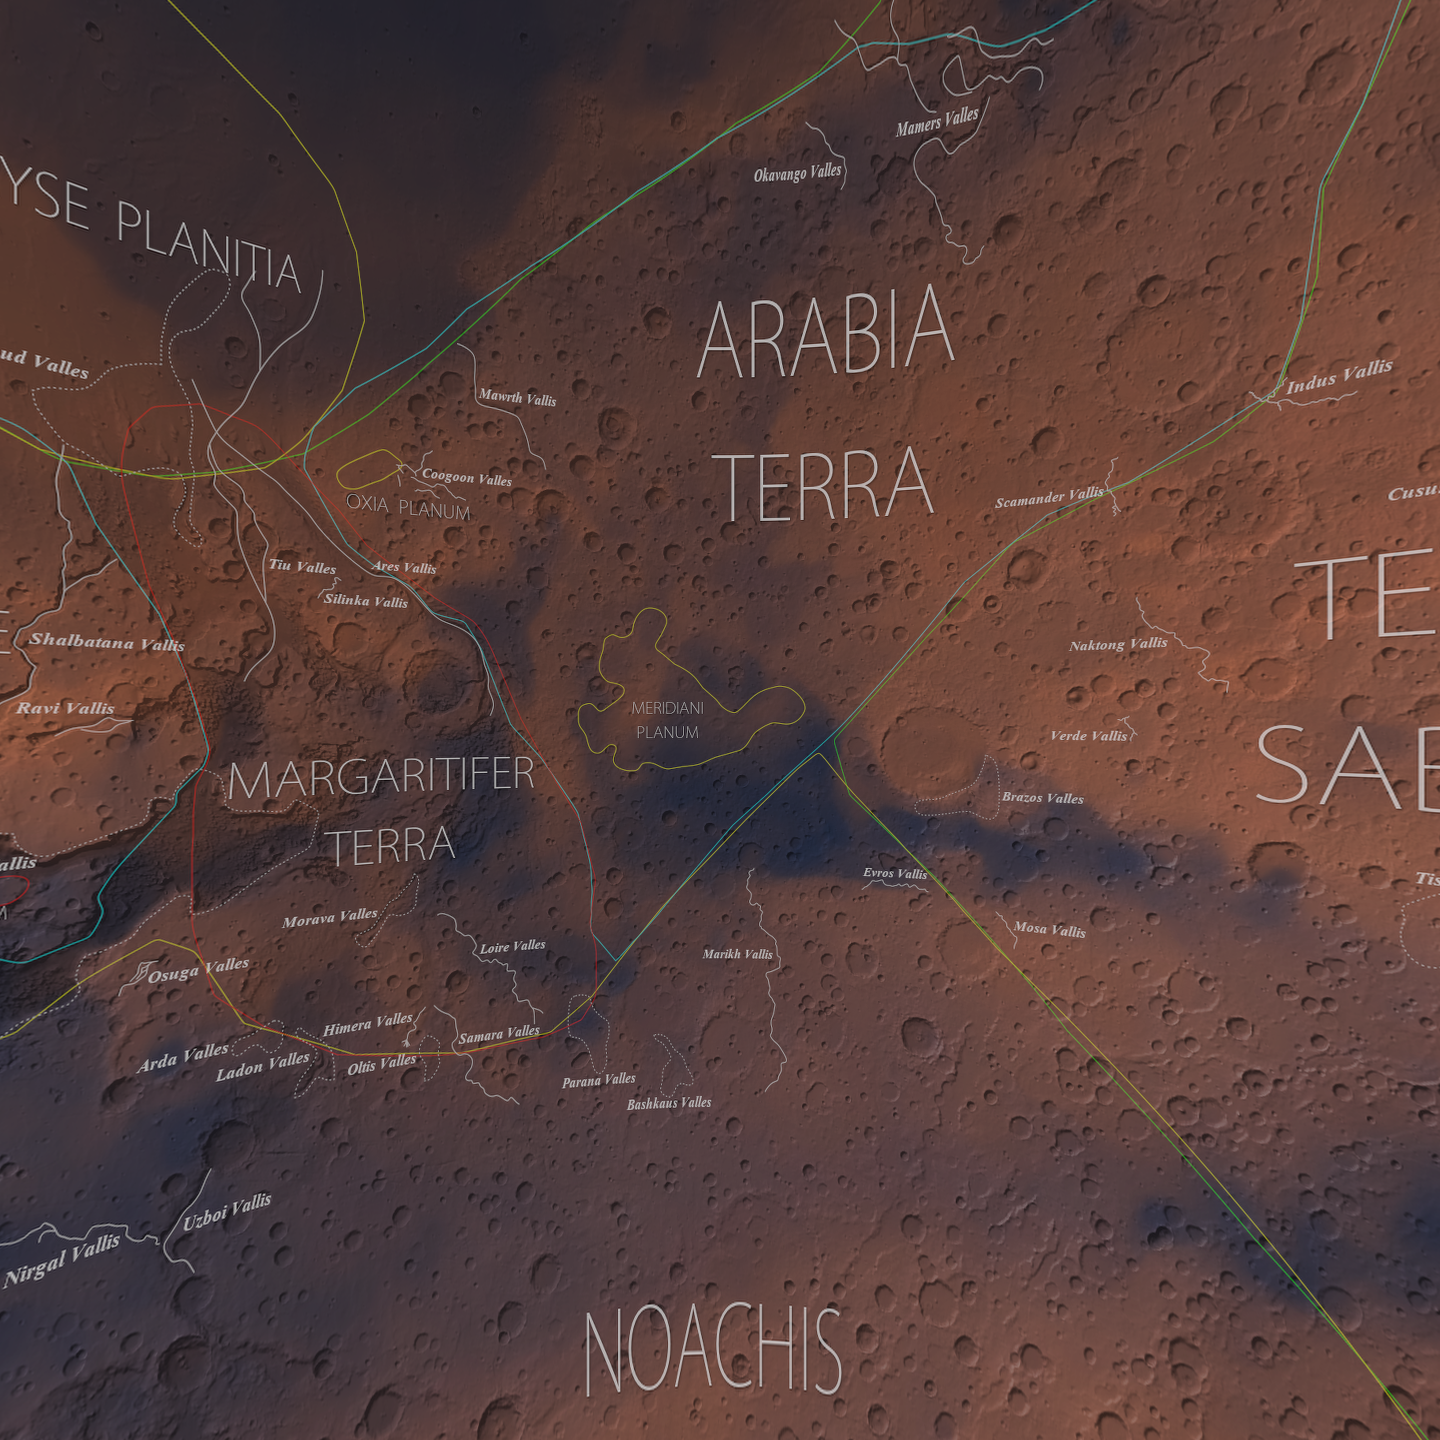 Mamers Valles
Okavango Valles
YSE PLANITIA
ARABIA
TERRA
ud Valles
Indus Vallis
Mawrth Vallis
Coogoon Valles
OXIA PLANUM
Scamander Vallis
Cusus
Tiu Valles
Ares Vallis
Silinka Vallis
TE
Shalbatana Vallis
Naktong Vallis
Ravi Vallis
MERIDIANI
PLANUM
Verde Vallis
SAB
MARGARITIFER
TERRA
Brazos Valles
allis
Evros Vallis
Tis
M
Morava Valles
Mosa Vallis
Loire Valles
Marikh Vallis
Osuga Valles
Himera Valles
Samara Valles
Arda Valles
Ladon Valles
Oltis Valles
Parana Valles
Bashkaus Valles
Uzboi Vallis
Nirgal Vallis
NOACHIS